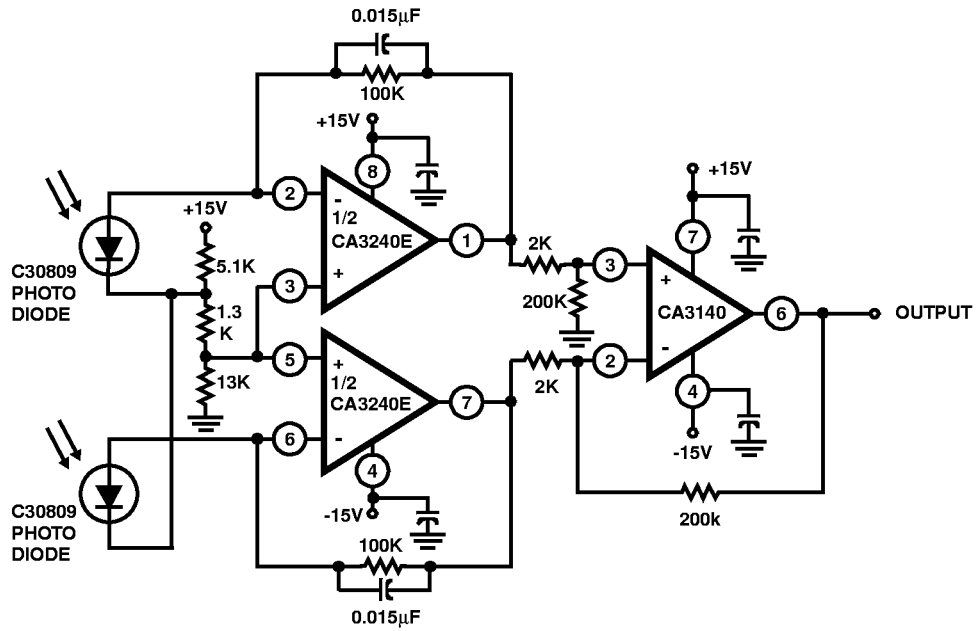 0.015µF
100K
+15V
8
2
-
1/2
CA3240E
+
1
3
+15V
5.1K
C30809
PHOTO
DIODE
1.3
K
13K
5
+
1/2
CA3240E
-
7
6
4
-15V
C30809
PHOTO
DIODE
100K
0.015µF
2K
3
200K
2K
2
+15V
7
+
CA3140
-
6
OUTPUT
4
-15V
200k